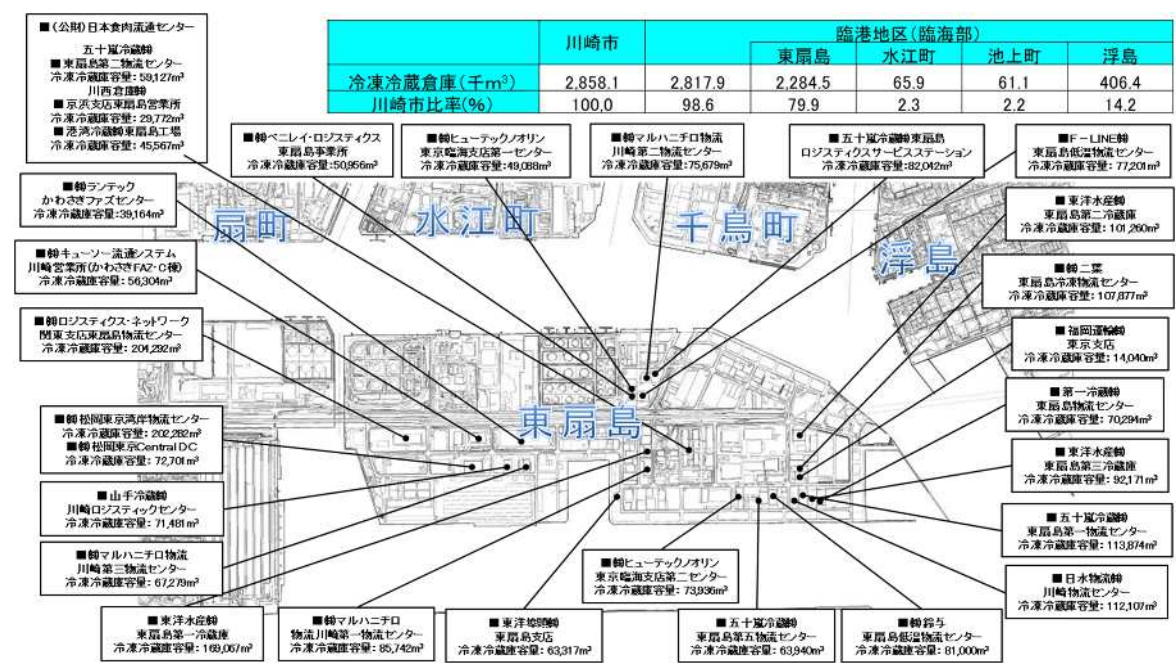 ■(公財)日本食肉流通センター
五十嵐冷蔵㈱
■東扇島第二物流センター
冷凍冷蔵庫容量:59,127m³
川西倉庫㈱
■京浜支店東扇島営業所
冷凍冷蔵庫容量:29,772m³
■港湾冷蔵㈱東扇島工場
冷凍冷蔵庫容量:45,567m³
川崎市 臨港地区(臨海部)
東扇島 水江町 池上町 浮島
冷凍冷蔵倉庫(千m³) 2,858.1 2,817.9 2,284.5 65.9 61.1 406.4
川崎市比率(%) 100.0 98.6 79.9 2.3 2.2 14.2
■㈱ベニレイ・ロジスティクス
東扇島事業所
冷凍冷蔵庫容量:50,956m³
■㈱ヒューテックノオリン
東京臨海支店第一センター
冷凍冷蔵庫容量:49,088m³
■㈱マルハニチロ物流
川崎第二物流センター
冷凍冷蔵庫容量:75,679m³
■五十嵐冷蔵㈱東扇島
ロジスティクスサービスステーション
冷凍冷蔵庫容量:82,042m³
■F-LINE㈱
東扇島低温物流センター
冷凍冷蔵庫容量:77,201m³
■㈱ランテック
かわさきファズセンター
冷凍冷蔵庫容量:39,164m³
■東洋水産㈱
東扇島第二冷蔵庫
冷凍冷蔵庫容量:101,260m³
扇町
水江町
千鳥町
浮島
■㈱キューソー流通システム
川崎営業所(かわさきFAZ・C棟)
冷凍冷蔵庫容量:56,304m³
■㈱二葉
東扇島冷凍物流センター
冷凍冷蔵庫容量:107,877m³
■㈱ロジスティクス・ネットワーク
関東支店東扇島物流センター
冷凍冷蔵庫容量:204,292m³
■福岡運輸㈱
東京支店
冷凍冷蔵庫容量:14,040m³
■第一冷蔵㈱
東扇島物流センター
冷凍冷蔵庫容量:70,294m³
東扇島
■㈱松岡東京湾岸物流センター
冷凍冷蔵庫容量:202,282m³
■㈱松岡東京Central DC
冷凍冷蔵庫容量:72,701m³
■東洋水産㈱
東扇島第三冷蔵庫
冷凍冷蔵庫容量:92,171m³
■山手冷蔵㈱
川崎ロジスティックセンター
冷凍冷蔵庫容量:71,481m³
■五十嵐冷蔵㈱
東扇島第一物流センター
冷凍冷蔵庫容量:113,874m³
■㈱マルハニチロ物流
川崎第三物流センター
冷凍冷蔵庫容量:67,279m³
■㈱ヒューテックノオリン
東京臨海支店第二センター
冷凍冷蔵庫容量:73,936m³
■日水物流㈱
川崎物流センター
冷凍冷蔵庫容量:112,107m³
■東洋水産㈱
東扇島第一冷蔵庫
冷凍冷蔵庫容量:169,067m³
■㈱マルハニチロ
物流川崎第一物流センター
冷凍冷蔵庫容量:85,742m³
■東洋埠頭㈱
東扇島支店
冷凍冷蔵庫容量:63,317m³
■五十嵐冷蔵㈱
東扇島第五物流センター
冷凍冷蔵庫容量:63,940m³
■㈱鈴与
東扇島低温物流センター
冷凍冷蔵庫容量:81,000m³